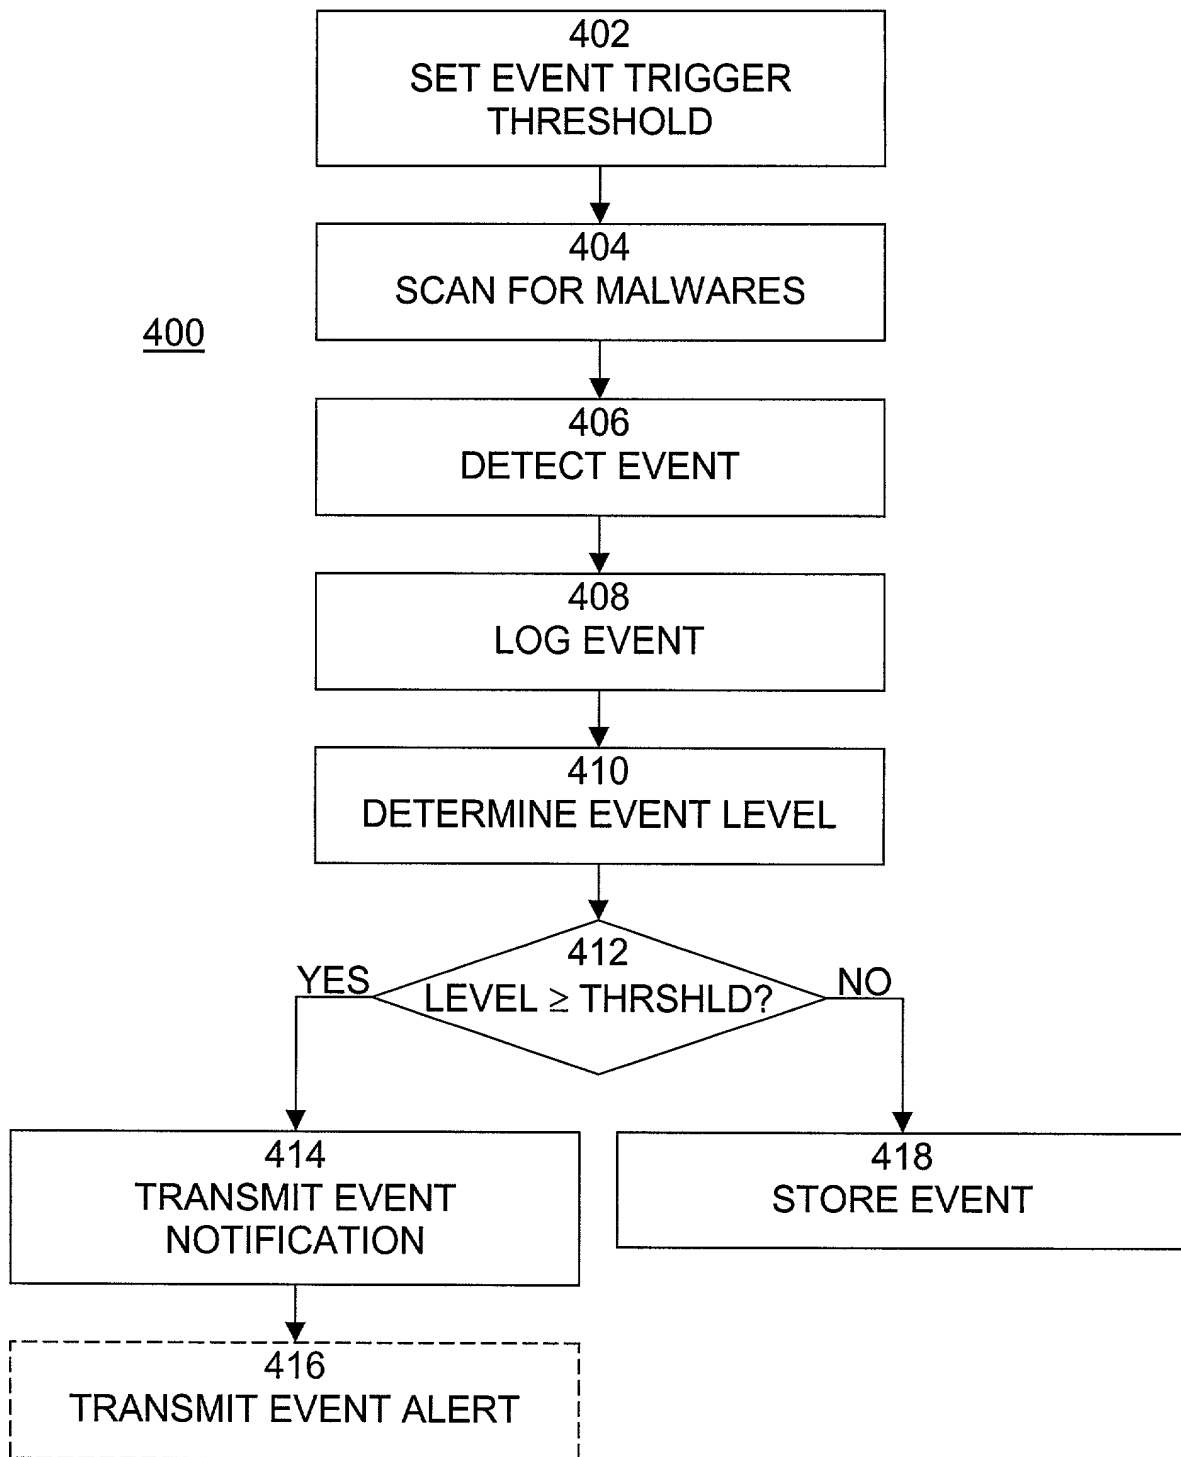 402
SET EVENT TRIGGER
THRESHOLD
404
SCAN FOR MALWARES
400
406
DETECT EVENT
408
LOG EVENT
410
DETERMINE EVENT LEVEL
412
LEVEL ≥ THRSHLD?
YES
NO
414
TRANSMIT EVENT
NOTIFICATION
418
STORE EVENT
416
TRANSMIT EVENT ALERT